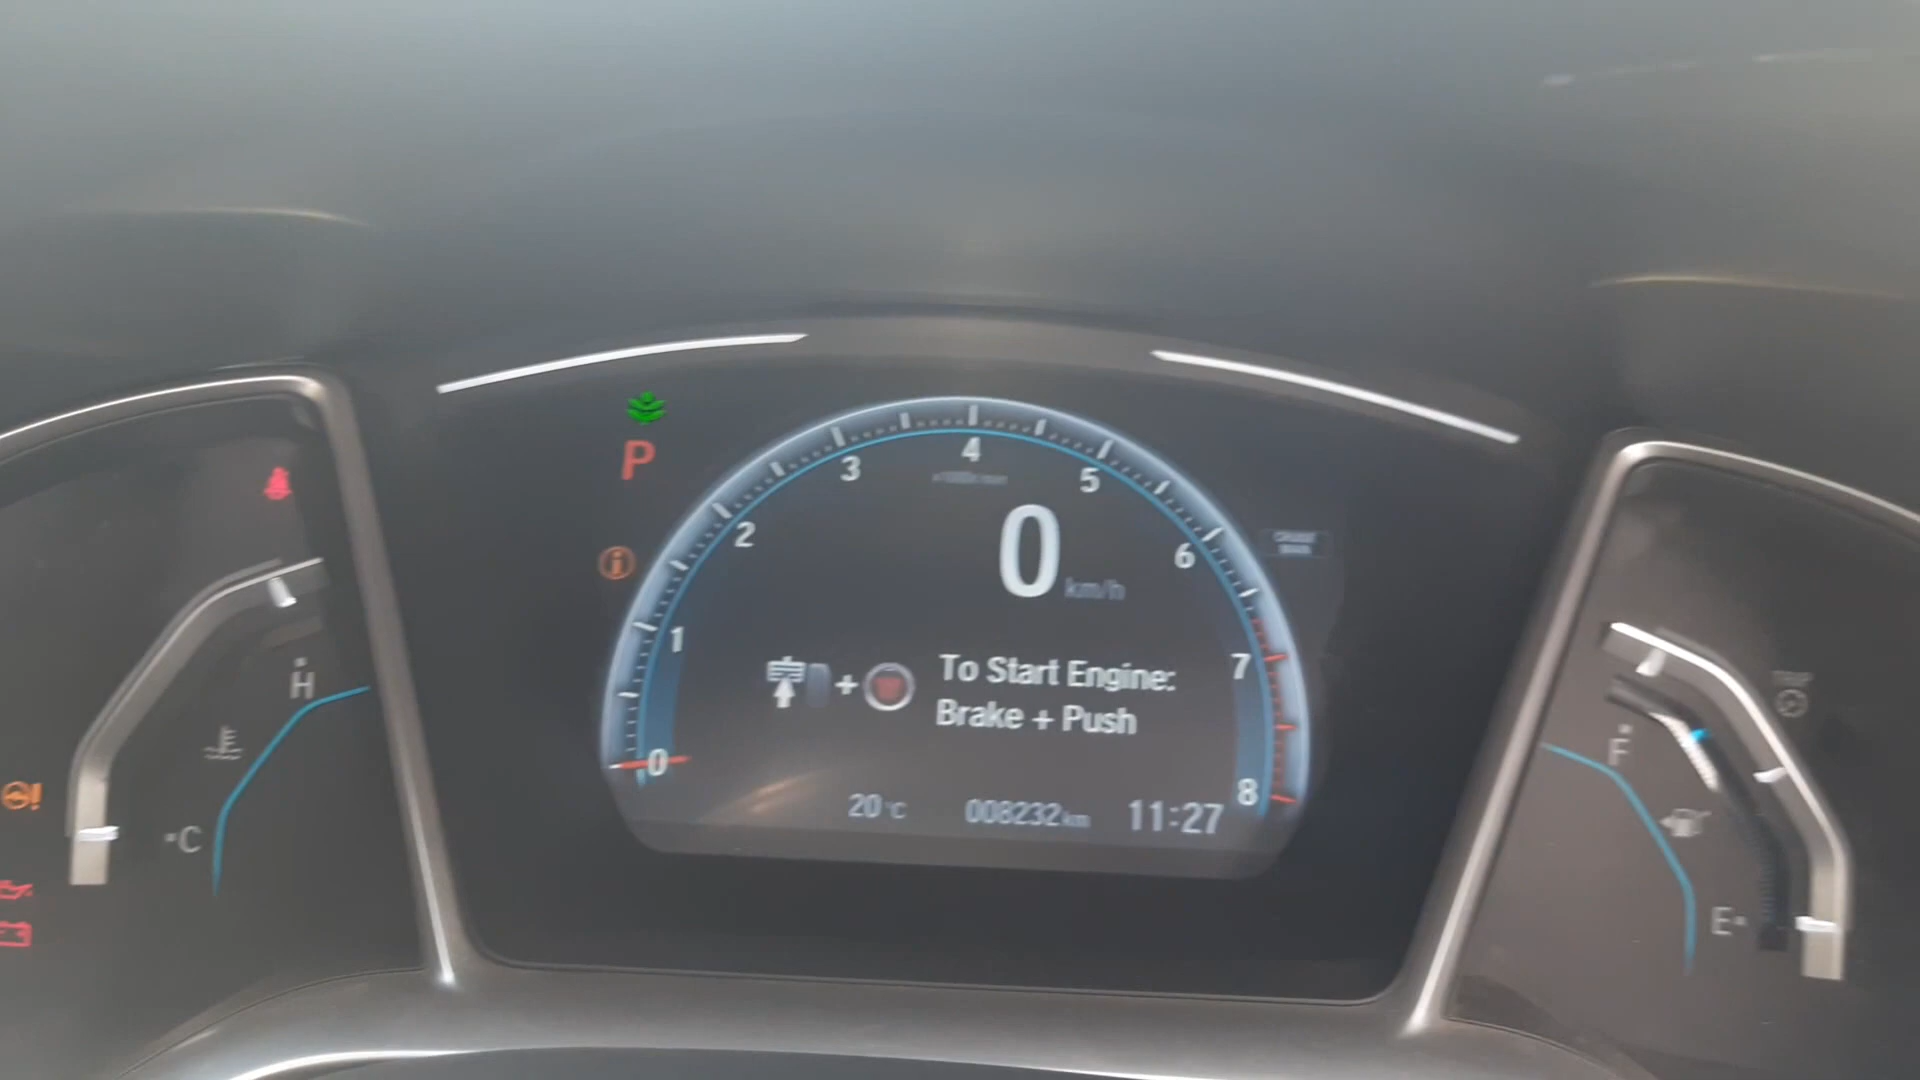 P
1
2
3
4
5
6
7
8
0
0 km/h
To Start Engine:
Brake + Push
20°C 008232km 11:27
H
C
TRIP
F
E